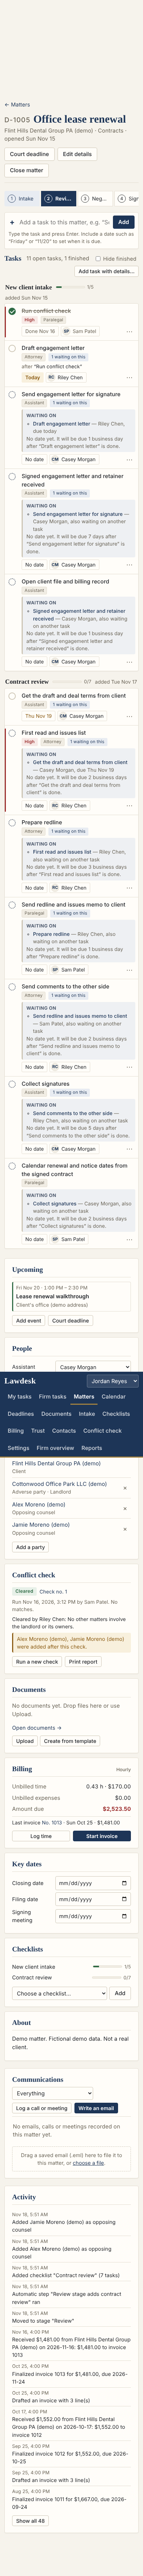 ← Matters
D-1005 Office lease renewal
Flint Hills Dental Group PA (demo) · Contracts ·
opened Sun Nov 15
Court deadline
Edit details
Close matter
1 Intake
2 Revi…
3 Neg…
4 Sign
+ Add a task to this matter, e.g. "S
Add
Type the task and press Enter. Include a date such as
"Friday" or "11/20" to set when it is due.
Tasks 11 open tasks, 1 finished
Hide finished
Add task with details...
New client intake 1/5
added Sun Nov 15
Run conflict check
High Paralegal
Done Nov 16 SP Sam Patel ...
Draft engagement letter
Attorney 1 waiting on this
after "Run conflict check"
Today RC Riley Chen ...
Send engagement letter for signature
Assistant 1 waiting on this
WAITING ON
Draft engagement letter — Riley Chen,
due today
No date yet. It will be due 1 business day
after "Draft engagement letter" is done.
No date CM Casey Morgan ...
Signed engagement letter and retainer
received
Assistant 1 waiting on this
WAITING ON
Send engagement letter for signature —
Casey Morgan, also waiting on another
task
No date yet. It will be due 7 days after
"Send engagement letter for signature" is
done.
No date CM Casey Morgan ...
Open client file and billing record
Assistant
WAITING ON
Signed engagement letter and retainer
received — Casey Morgan, also waiting
on another task
No date yet. It will be due 1 business day
after "Signed engagement letter and
retainer received" is done.
No date CM Casey Morgan ...
Contract review 0/7 added Tue Nov 17
Get the draft and deal terms from client
Assistant 1 waiting on this
Thu Nov 19 CM Casey Morgan ...
First read and issues list
High Attorney 1 waiting on this
WAITING ON
Get the draft and deal terms from client
— Casey Morgan, due Thu Nov 19
No date yet. It will be due 2 business days
after "Get the draft and deal terms from
client" is done.
No date RC Riley Chen ...
Prepare redline
Attorney 1 waiting on this
WAITING ON
First read and issues list — Riley Chen,
also waiting on another task
No date yet. It will be due 3 business days
after "First read and issues list" is done.
No date RC Riley Chen ...
Send redline and issues memo to client
Paralegal 1 waiting on this
WAITING ON
Prepare redline — Riley Chen, also
waiting on another task
No date yet. It will be due 1 business day
after "Prepare redline" is done.
No date SP Sam Patel ...
Send comments to the other side
Attorney 1 waiting on this
WAITING ON
Send redline and issues memo to client
— Sam Patel, also waiting on another
task
No date yet. It will be due 2 business days
after "Send redline and issues memo to
client" is done.
No date RC Riley Chen ...
Collect signatures
Assistant 1 waiting on this
WAITING ON
Send comments to the other side —
Riley Chen, also waiting on another task
No date yet. It will be due 5 business days
after "Send comments to the other side" is
done.
No date CM Casey Morgan ...
Calendar renewal and notice dates from
the signed contract
Paralegal
WAITING ON
Collect signatures — Casey Morgan, also
waiting on another task
No date yet. It will be due 2 business days
after "Collect signatures" is done.
No date SP Sam Patel ...
Upcoming
Fri Nov 20 · 1:00 PM – 2:30 PM
Lease renewal walkthrough
Client's office (demo address)
Add event
Court deadline
People
Assistant Casey Morgan
Lawdesk
Jordan Reyes
My tasks Firm tasks Matters Calendar
Deadlines Documents Intake Checklists
Billing Trust Contacts Conflict check
Settings Firm overview Reports
Flint Hills Dental Group PA (demo)
Client
Cottonwood Office Park LLC (demo) ×
Adverse party · Landlord
Alex Moreno (demo) ×
Opposing counsel
Jamie Moreno (demo) ×
Opposing counsel
Add a party
Conflict check
Cleared Check no. 1
Run Nov 16, 2026, 3:12 PM by Sam Patel. No
matches.
Cleared by Riley Chen: No other matters involve
the landlord or its owners.
Alex Moreno (demo), Jamie Moreno (demo)
were added after this check.
Run a new check
Print report
Documents
No documents yet. Drop files here or use
Upload.
Open documents →
Upload
Create from template
Billing Hourly
Unbilled time 0.43 h · $170.00
Unbilled expenses $0.00
Amount due $2,523.50
Last invoice No. 1013 · Sun Oct 25 · $1,481.00
Log time
Start invoice
Key dates
Closing date mm/dd/yyyy
Filing date mm/dd/yyyy
Signing
meeting mm/dd/yyyy
Checklists
New client intake 1/5
Contract review 0/7
Choose a checklist...
Add
About
Demo matter. Fictional demo data. Not a real
client.
Communications
Everything
Log a call or meeting
Write an email
No emails, calls or meetings recorded on
this matter yet.
Drag a saved email (.eml) here to file it to
this matter, or choose a file.
Activity
Nov 18, 5:51 AM
Added Jamie Moreno (demo) as opposing
counsel
Nov 18, 5:51 AM
Added Alex Moreno (demo) as opposing
counsel
Nov 18, 5:51 AM
Added checklist "Contract review" (7 tasks)
Nov 18, 5:51 AM
Automatic step "Review stage adds contract
review" ran
Nov 18, 5:51 AM
Moved to stage "Review"
Nov 16, 4:00 PM
Received $1,481.00 from Flint Hills Dental Group
PA (demo) on 2026-11-16: $1,481.00 to invoice
1013
Oct 25, 4:00 PM
Finalized invoice 1013 for $1,481.00, due 2026-
11-24
Oct 25, 4:00 PM
Drafted an invoice with 3 line(s)
Oct 17, 4:00 PM
Received $1,552.00 from Flint Hills Dental Group
PA (demo) on 2026-10-17: $1,552.00 to
invoice 1012
Sep 25, 4:00 PM
Finalized invoice 1012 for $1,552.00, due 2026-
10-25
Sep 25, 4:00 PM
Drafted an invoice with 3 line(s)
Aug 25, 4:00 PM
Finalized invoice 1011 for $1,667.00, due 2026-
09-24
Show all 48